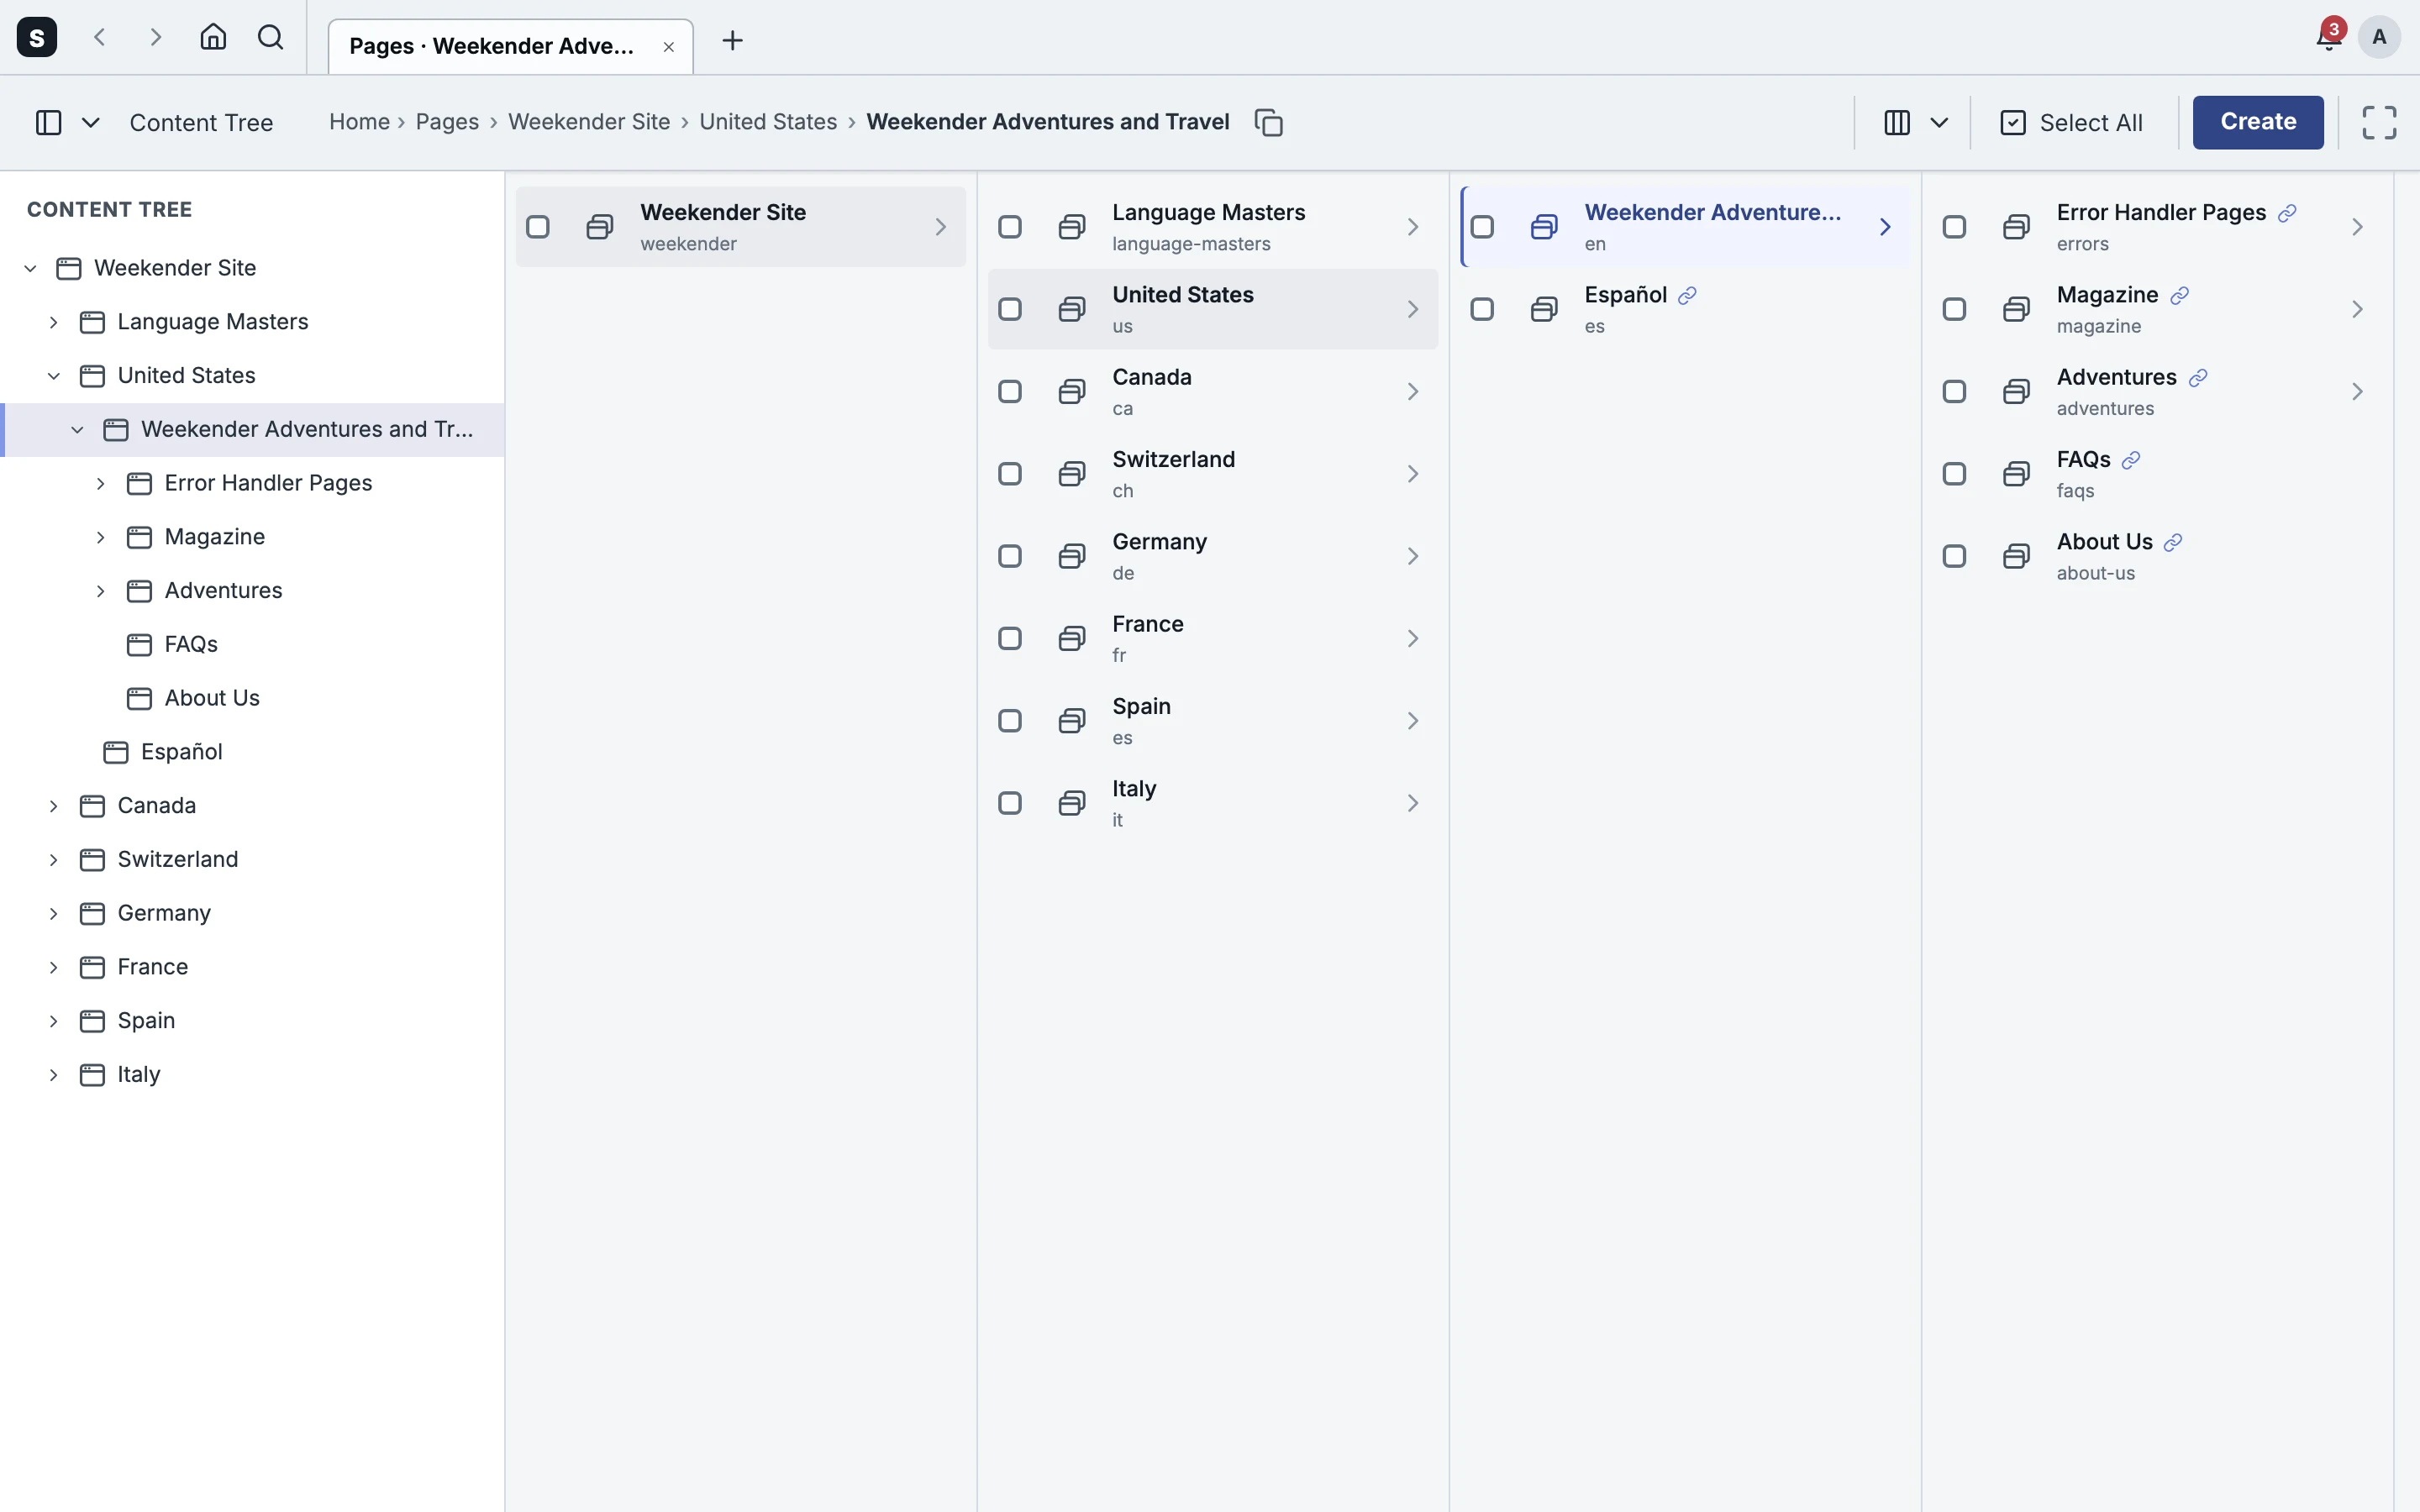 S
Pages · Weekender Adve...
3
A
Content Tree
Home › Pages › Weekender Site › United States › Weekender Adventures and Travel
Select All
Create
CONTENT TREE
Weekender Site
Language Masters
United States
Weekender Adventures and Tr...
Error Handler Pages
Magazine
Adventures
FAQs
About Us
Español
Canada
Switzerland
Germany
France
Spain
Italy
Weekender Site
weekender
Language Masters
language-masters
United States
us
Canada
ca
Switzerland
ch
Germany
de
France
fr
Spain
es
Italy
it
Weekender Adventure...
en
Español
es
Error Handler Pages
errors
Magazine
magazine
Adventures
adventures
FAQs
faqs
About Us
about-us